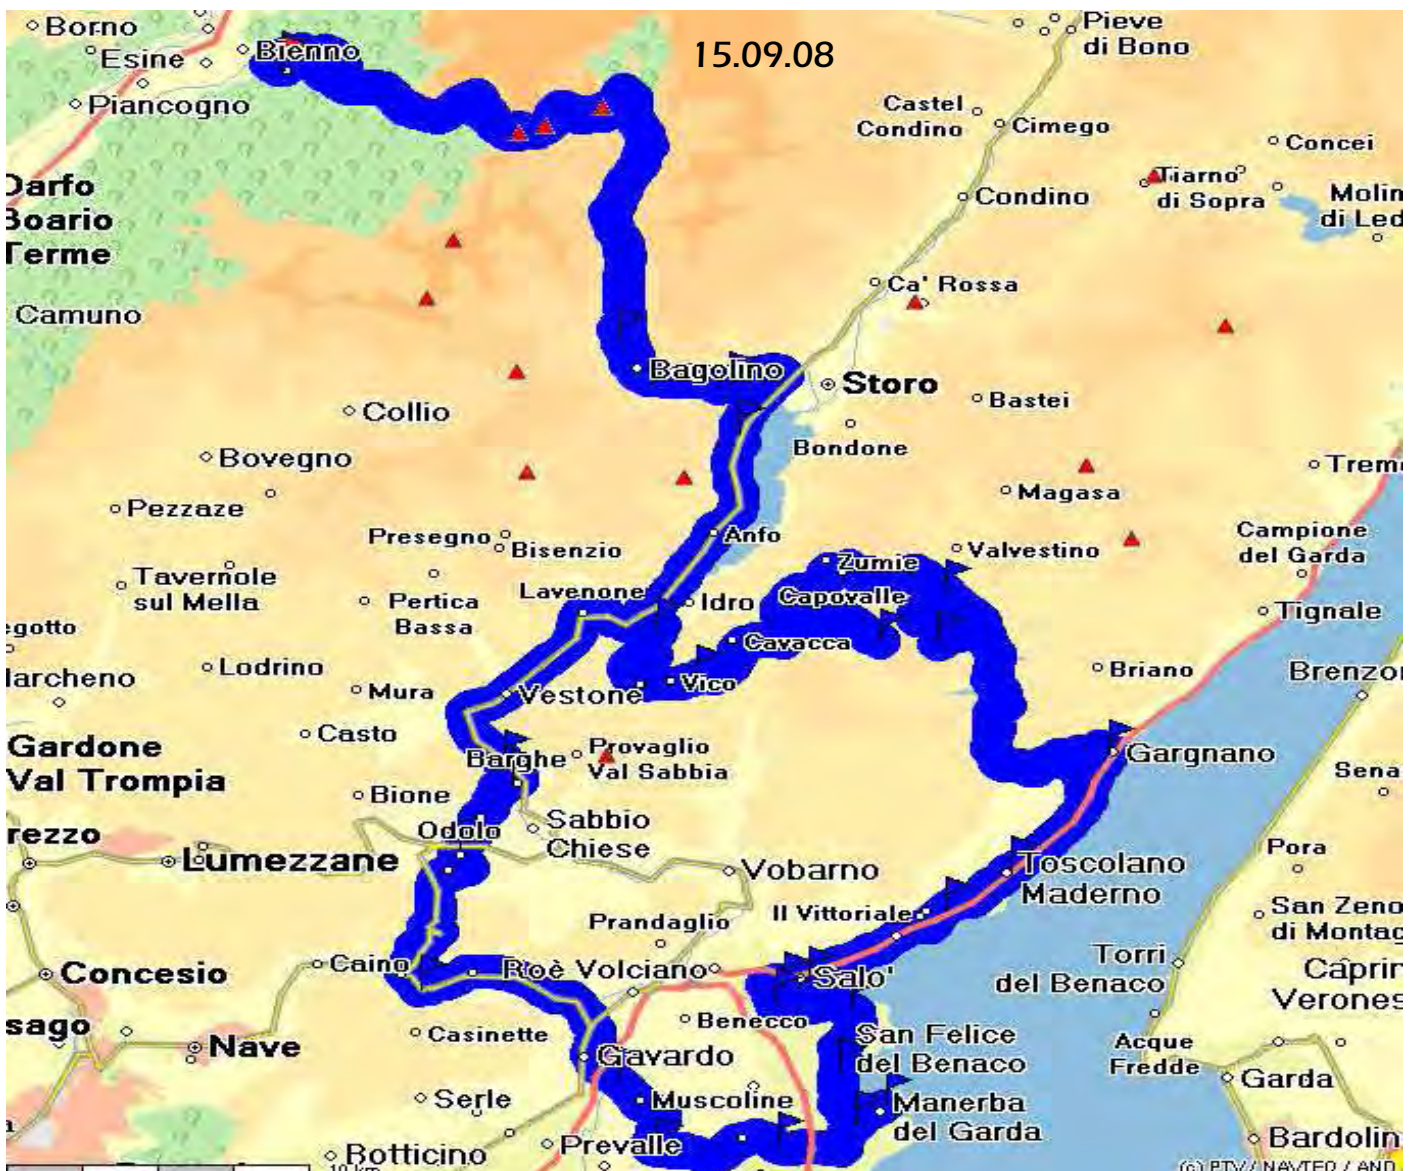 15.09.08
Borno
Esine
Bienno
Piancogno
Pieve
di Bono
Castel
Condino
Cimego
Concei
Tiarno
di Sopra
Condino
Darfo
Boario
Terme
Camuno
Ca' Rossa
Bagolino
Storo
Bastei
Collio
Bondone
Bovegno
Magasa
Pezzaze
Presegno
Bisenzio
Anfo
Zumie
Valvestino
Campione
del Garda
Tavernole
sul Mella
Pertica
Bassa
Lavenone
Idro
Capovalle
Tignale
Cavacca
Lodrino
Mura
Vestone
Vico
Briano
Casto
Gardone
Val Trompia
Barghe
Provaglio
Val Sabbia
Gargnano
Bione
Odolo
Sabbio
Chiese
Lumezzane
Vobarno
Toscolano
Maderno
Pora
Prandaglio
Il Vittoriale
San Zeno
Torri
del Benaco
Concesio
Caino
Roè Volciano
Salo'
Benecco
Casinette
Nave
Gavardo
San Felice
del Benaco
Acque
Fredde
Garda
Serle
Muscoline
Manerba
del Garda
Prevalle
Botticino
10 km
(c) PTV / NAVTEQ / AND